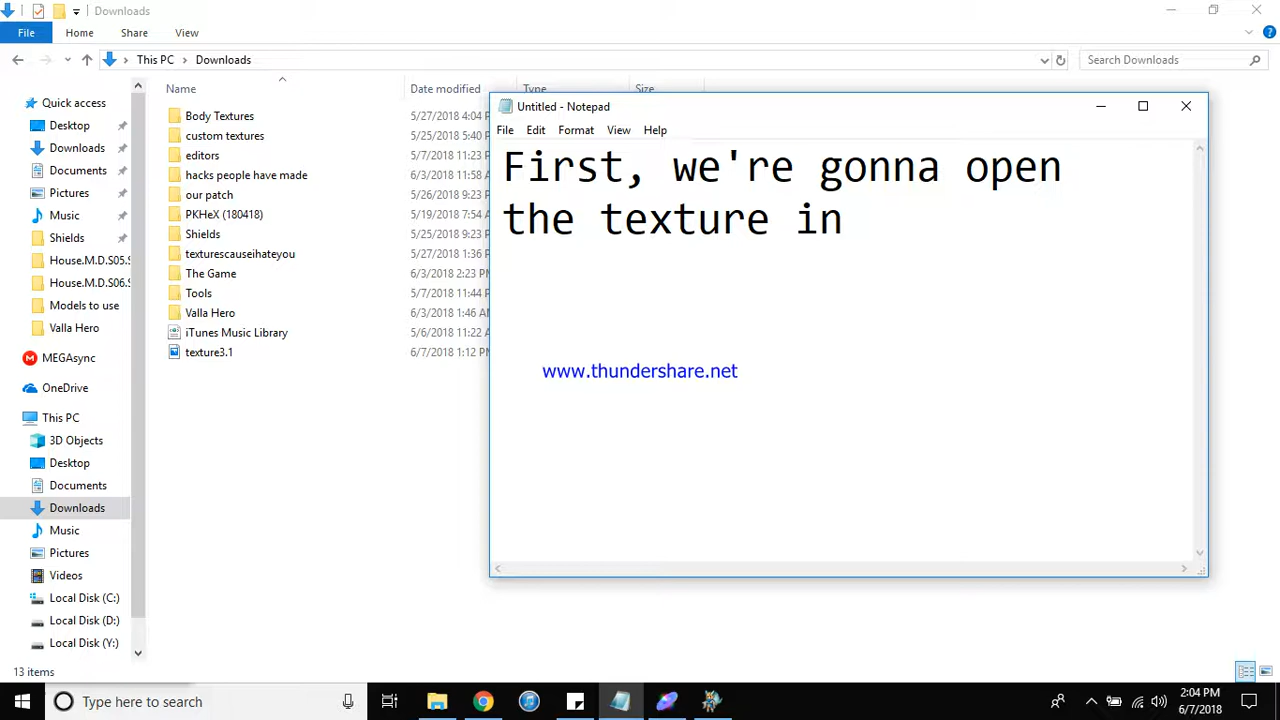 Downloads
File
Home
Share
View
This PC
Downloads
Search Downloads
Name
Date modified
Type
Size
Quick access
Desktop
Downloads
Documents
Pictures
Music
Shields
House.M.D.S05.S
House.M.D.S06.S
Models to use
Valla Hero
MEGAsync
OneDrive
This PC
3D Objects
Desktop
Documents
Downloads
Music
Pictures
Videos
Local Disk (C:)
Local Disk (D:)
Local Disk (Y:)
Body Textures 5/27/2018 4:04 P
custom textures 5/25/2018 5:40 P
editors 5/7/2018 11:23 P
hacks people have made 6/3/2018 11:58 A
our patch 5/26/2018 9:23 P
PKHeX (180418) 5/19/2018 7:54 A
Shields 5/25/2018 9:23 P
texturescauseihateyou 5/27/2018 1:36 P
The Game 6/3/2018 2:23 PM
Tools 5/7/2018 11:44 P
Valla Hero 6/3/2018 1:46 AM
iTunes Music Library 5/6/2018 11:22 A
texture3.1 6/7/2018 1:12 PM
Untitled - Notepad
File Edit Format View Help
First, we're gonna open
the texture in
www.thundershare.net
13 items
Type here to search
2:04 PM
6/7/2018